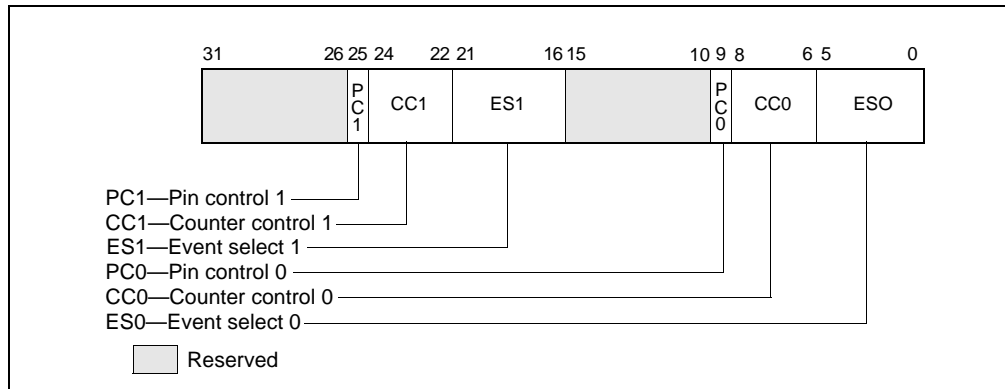 31 26 25 24 22 21 16 15 10 9 8 6 5 0
PC1 CC1 ES1 PC0 CC0 ESO
PC1—Pin control 1
CC1—Counter control 1
ES1—Event select 1
PC0—Pin control 0
CC0—Counter control 0
ES0—Event select 0
Reserved